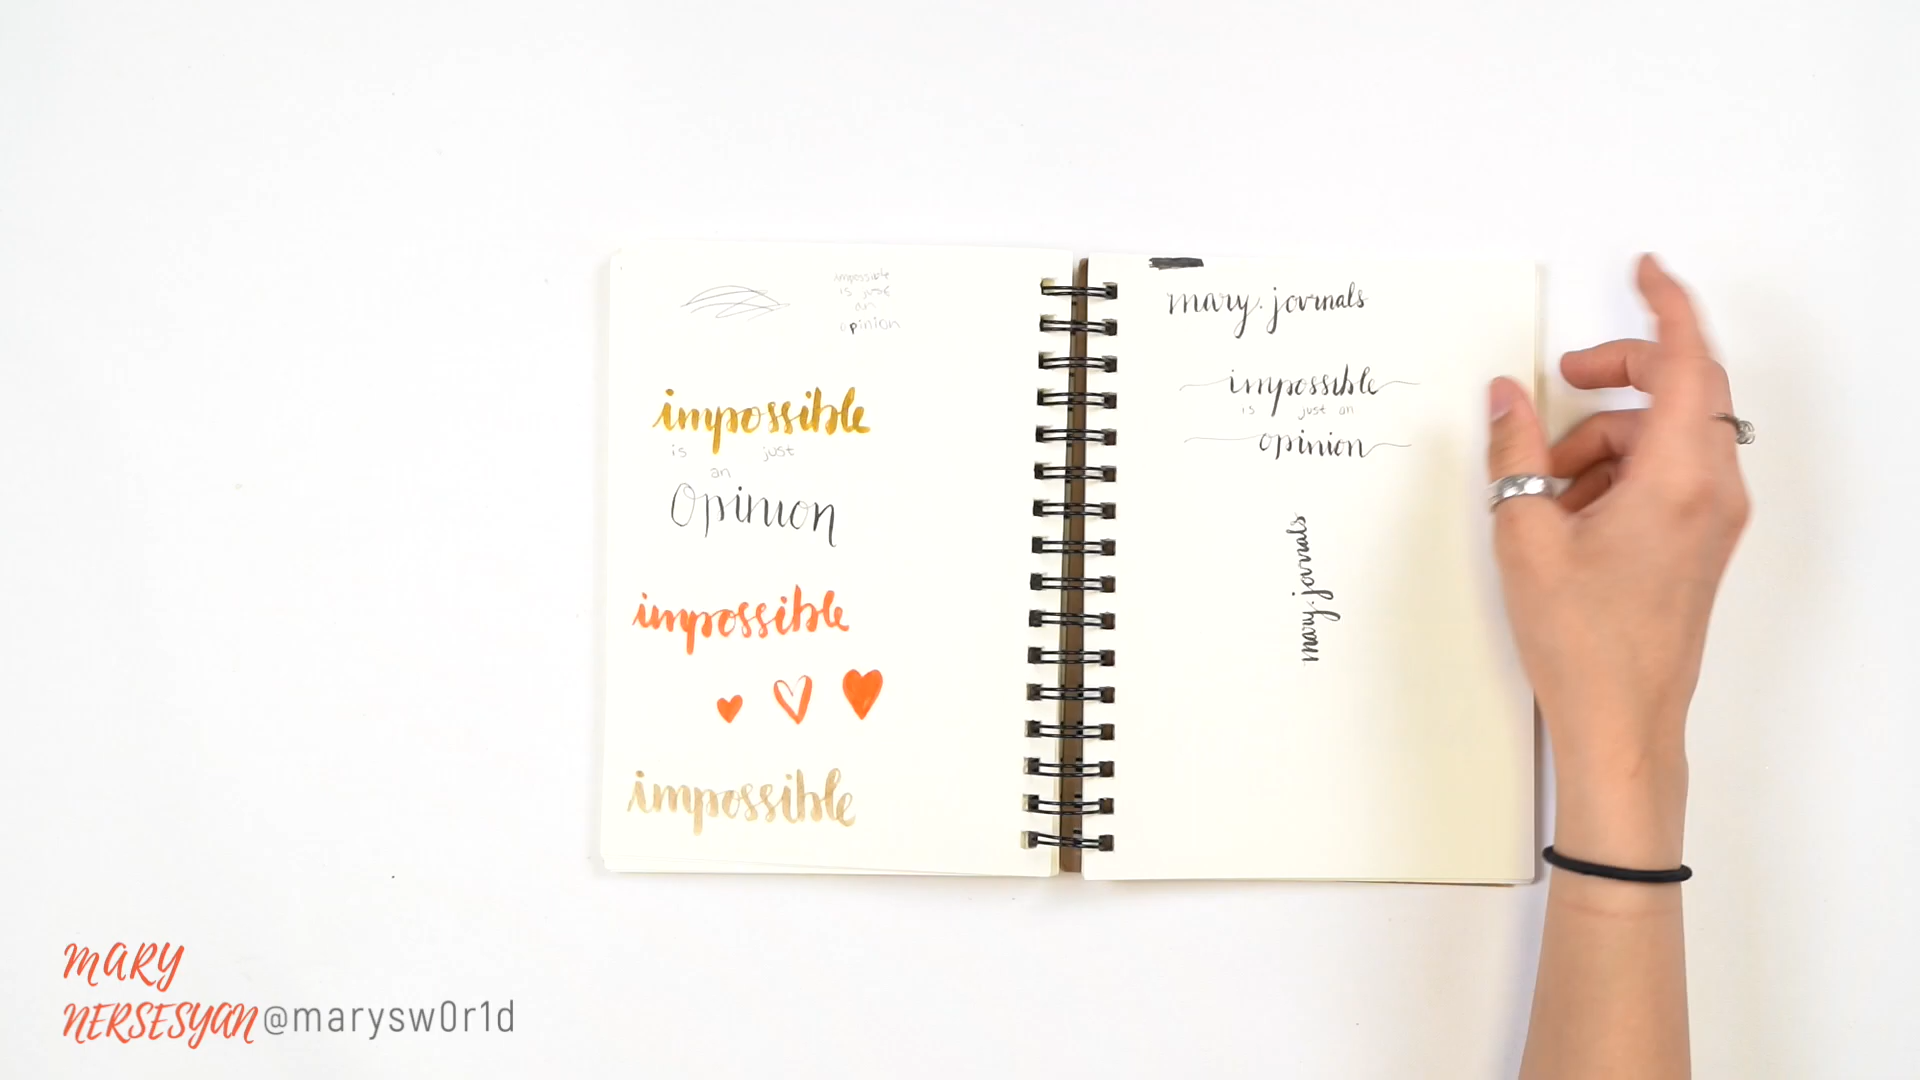 impossible
is just
an
opinion
impossible
is just
an
Opinion
impossible
impossible
mary.journals
impossible
is just an
opinion
mary.journals
MARY
NERSESYAN@marysw0r1d